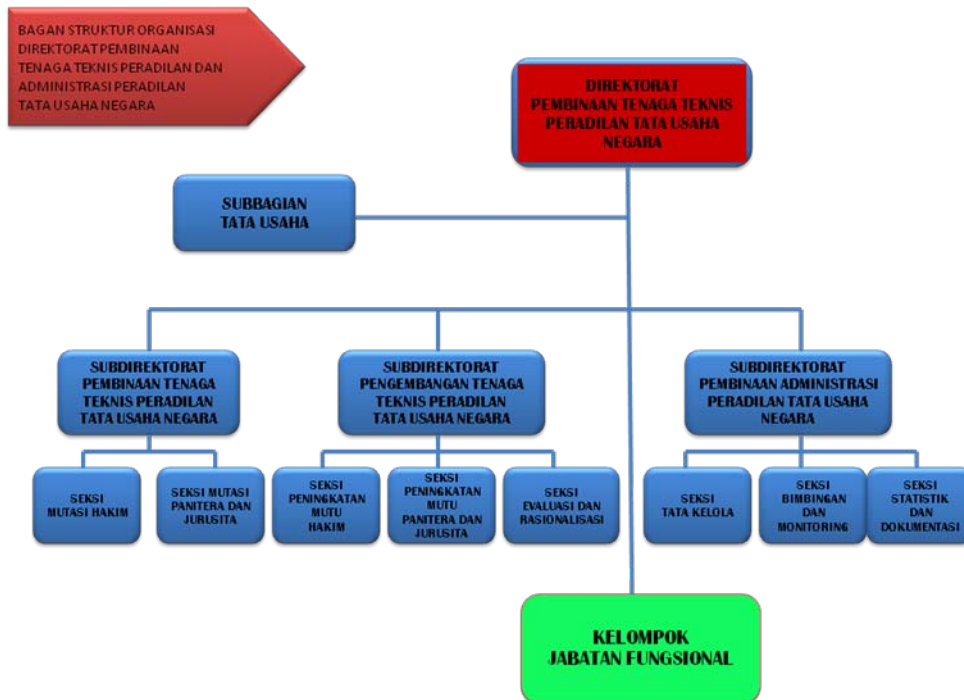 BAGAN STRUKTUR ORGANISASI
DIREKTORAT PEMBINAAN
TENAGA TEKNIS PERADILAN DAN
ADMINISTRASI PERADILAN
TATA USAHA NEGARA
DIREKTORAT
PEMBINAAN TENAGA TEKNIS
PERADILAN TATA USAHA
NEGARA
SUBBAGIAN
TATA USAHA
SUBDIREKTORAT
PEMBINAAN TENAGA
TEKNIS PERADILAN
TATA USAHA NEGARA
SUBDIREKTORAT
PENGEMBANGAN TENAGA
TEKNIS PERADILAN
TATA USAHA NEGARA
SUBDIREKTORAT
PEMBINAAN ADMINISTRASI
PERADILAN TATA USAHA
NEGARA
SEKSI
MUTASI HAKIM
SEKSI MUTASI
PANITERA DAN
JURUSITA
SEKSI
PENINGKATAN
MUTU
HAKIM
SEKSI
PENINGKATAN
MUTU
PANITERA DAN
JURUSITA
SEKSI
EVALUASI DAN
RASIONALISASI
SEKSI
TATA KELOLA
SEKSI
BIMBINGAN
DAN
MONITORING
SEKSI
STATISTIK
DAN
DOKUMENTASI
KELOMPOK
JABATAN FUNGSIONAL